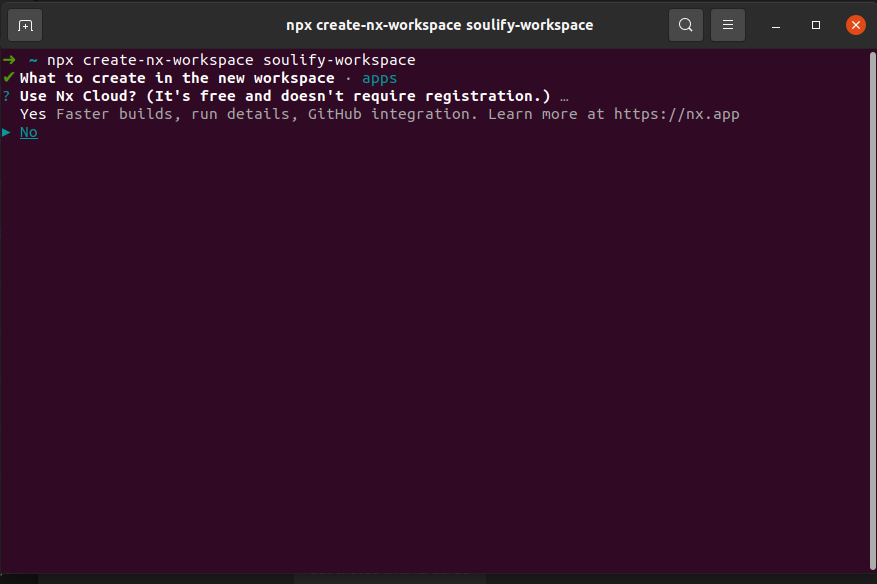 npx create-nx-workspace soulify-workspace
➜ ~ npx create-nx-workspace soulify-workspace
✔ What to create in the new workspace · apps
? Use Nx Cloud? (It's free and doesn't require registration.) …
Yes Faster builds, run details, GitHub integration. Learn more at https://nx.app
▸ No